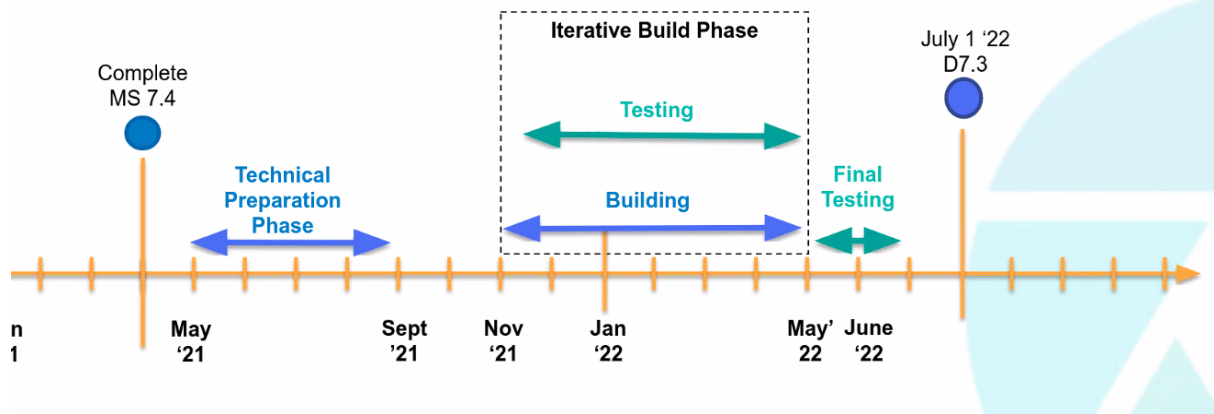 Iterative Build Phase
July 1 ‘22
D7.3
Complete
MS 7.4
Testing
Technical
Preparation
Phase
Building
Final
Testing
n
1
May
‘21
Sept
’21
Nov
‘21
Jan
‘22
May’
22
June
‘22